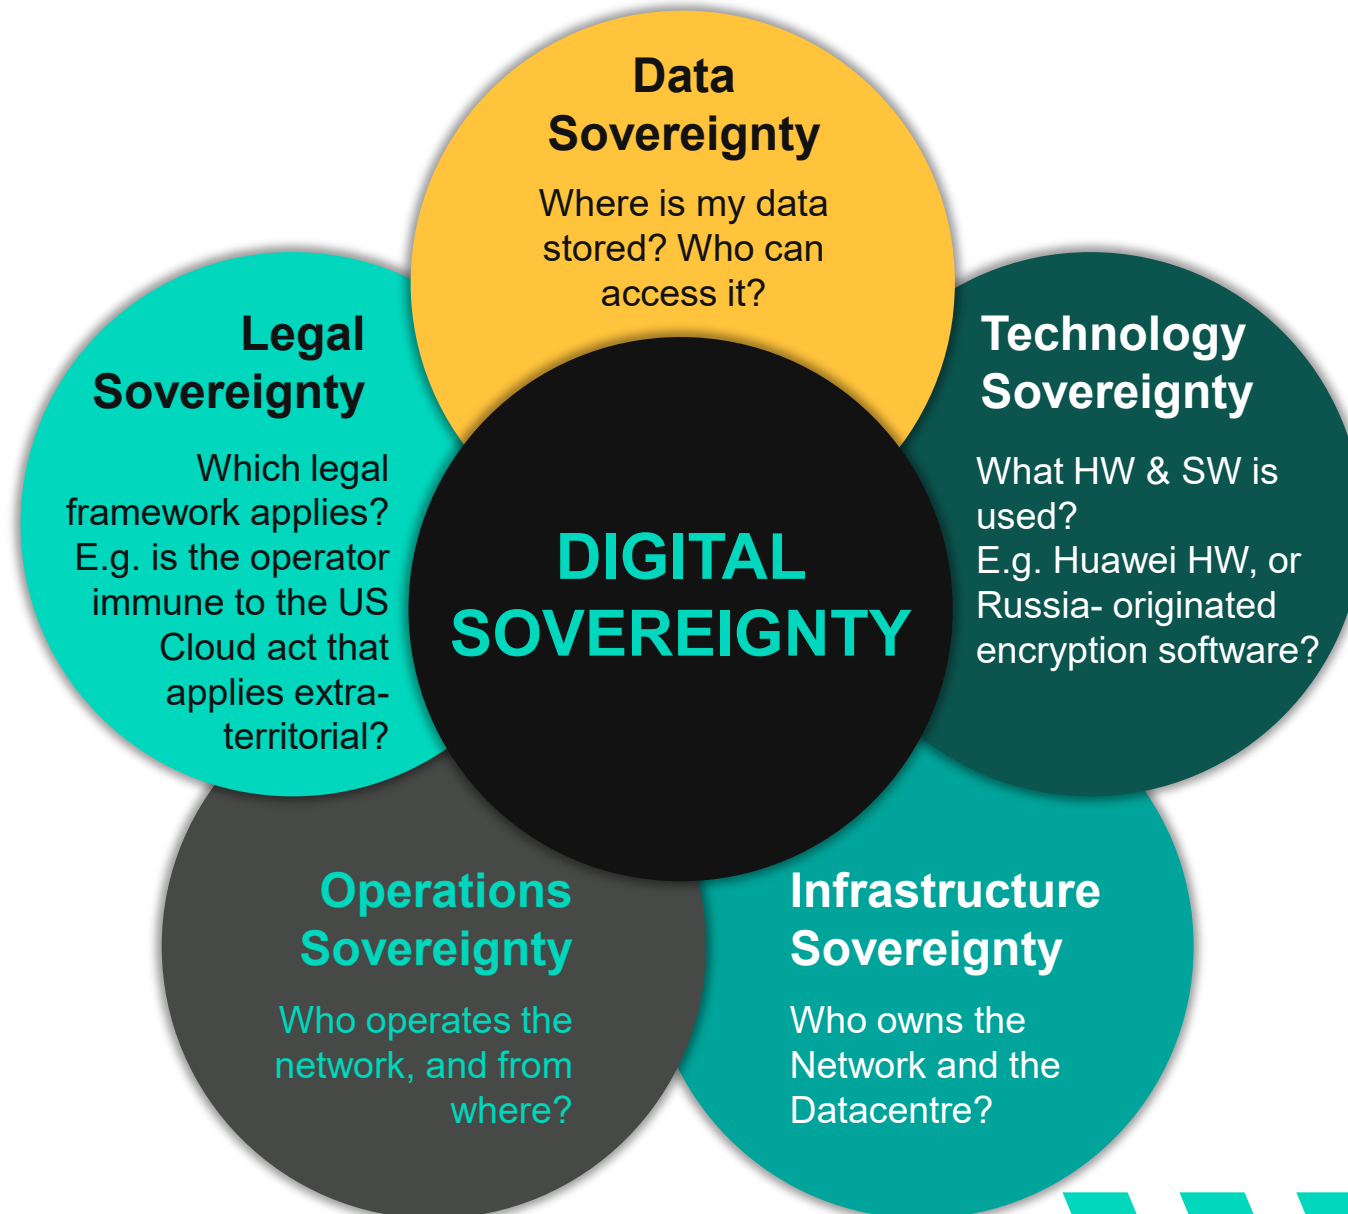 Data
Sovereignty
Where is my data
stored? Who can
access it?
Legal
Sovereignty
Which legal
framework applies?
E.g. is the operator
immune to the US
Cloud act that
applies extra-
territorial?
DIGITAL
SOVEREIGNTY
Technology
Sovereignty
What HW & SW is
used?
E.g. Huawei HW, or
Russia- originated
encryption software?
Operations
Sovereignty
Who operates the
network, and from
where?
Infrastructure
Sovereignty
Who owns the
Network and the
Datacentre?